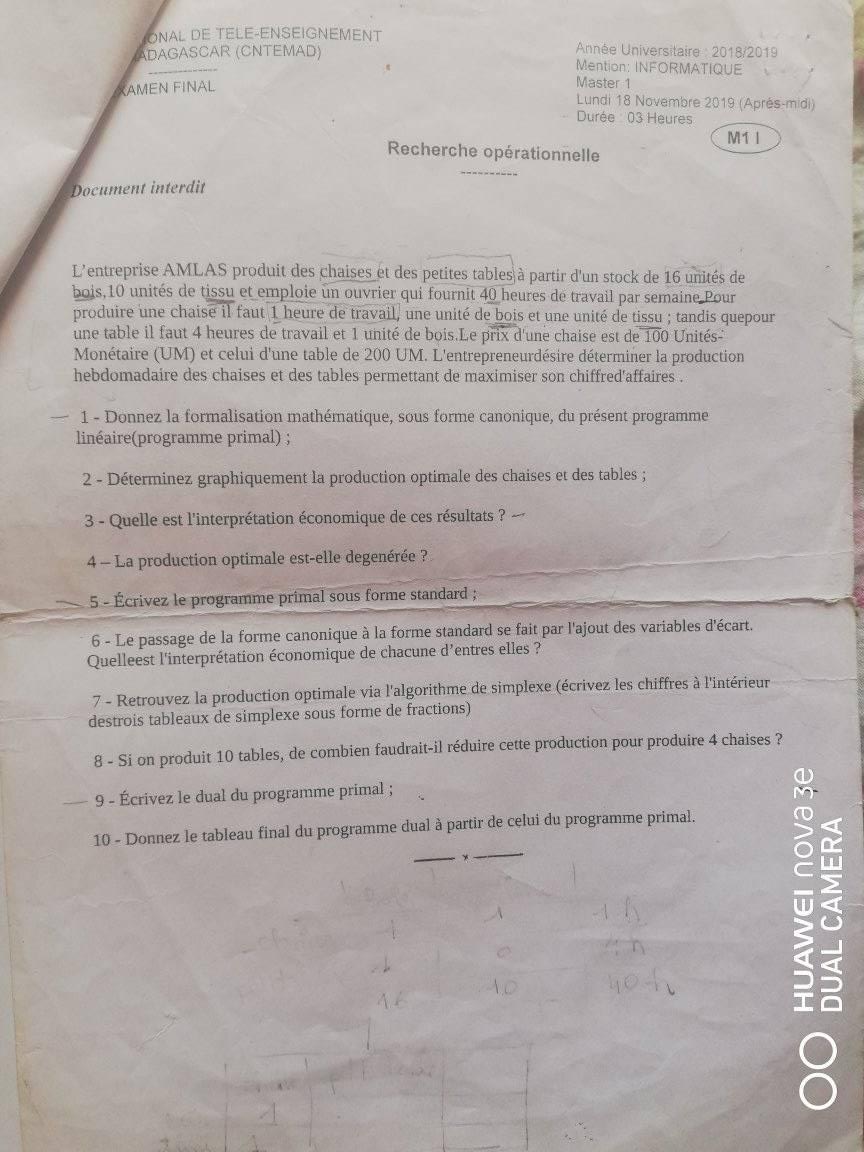 ONAL DE TELE-ENSEIGNEMENT
ADAGASCAR (CNTEMAD)
---------------
XAMEN FINAL
Année Universitaire : 2018/2019
Mention: INFORMATIQUE
Master 1
Lundi 18 Novembre 2019 (Après-midi)
Durée : 03 Heures
M1 I
Recherche opérationnelle
----------
Document interdit
L'entreprise AMLAS produit des chaises et des petites tables à partir d'un stock de 16 unités de
bois,10 unités de tissu et emploie un ouvrier qui fournit 40 heures de travail par semaine.Pour
produire une chaise il faut 1 heure de travail, une unité de bois et une unité de tissu ; tandis quepour
une table il faut 4 heures de travail et 1 unité de bois.Le prix d'une chaise est de 100 Unités-
Monétaire (UM) et celui d'une table de 200 UM. L'entrepreneurdésire déterminer la production
hebdomadaire des chaises et des tables permettant de maximiser son chiffred'affaires .
1 - Donnez la formalisation mathématique, sous forme canonique, du présent programme
linéaire(programme primal) ;
2 - Déterminez graphiquement la production optimale des chaises et des tables ;
3 - Quelle est l'interprétation économique de ces résultats ?
4 – La production optimale est-elle degenérée ?
5 - Écrivez le programme primal sous forme standard ;
6 - Le passage de la forme canonique à la forme standard se fait par l'ajout des variables d'écart.
Quelleest l'interprétation économique de chacune d'entres elles ?
7 - Retrouvez la production optimale via l'algorithme de simplexe (écrivez les chiffres à l'intérieur
destrois tableaux de simplexe sous forme de fractions)
8 - Si on produit 10 tables, de combien faudrait-il réduire cette production pour produire 4 chaises ?
9 - Écrivez le dual du programme primal ;
10 - Donnez le tableau final du programme dual à partir de celui du programme primal.
1 1 1 h
1 0 4 h
16 10 40 h
1
HUAWEI nova 3e
DUAL CAMERA